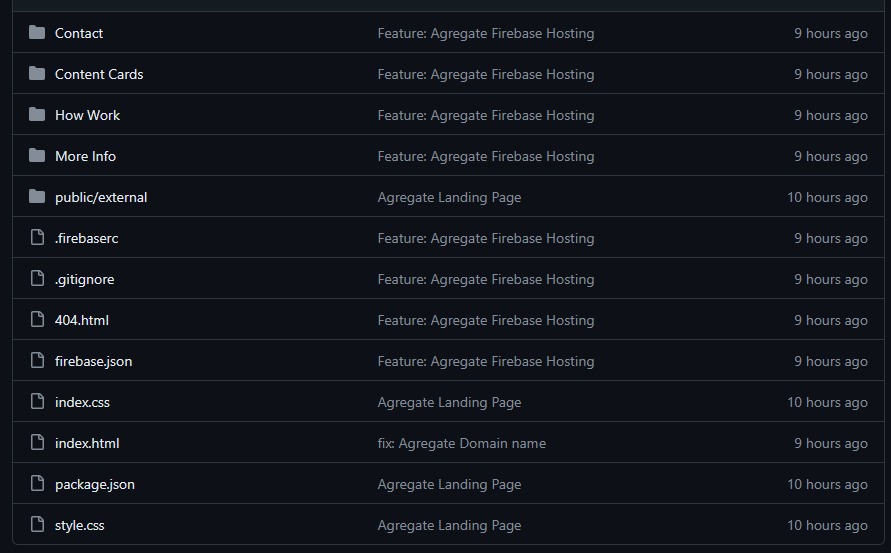 Contact Feature: Agregate Firebase Hosting 9 hours ago
Content Cards Feature: Agregate Firebase Hosting 9 hours ago
How Work Feature: Agregate Firebase Hosting 9 hours ago
More Info Feature: Agregate Firebase Hosting 9 hours ago
public/external Agregate Landing Page 10 hours ago
.firebaserc Feature: Agregate Firebase Hosting 9 hours ago
.gitignore Feature: Agregate Firebase Hosting 9 hours ago
404.html Feature: Agregate Firebase Hosting 9 hours ago
firebase.json Feature: Agregate Firebase Hosting 9 hours ago
index.css Agregate Landing Page 10 hours ago
index.html fix: Agregate Domain name 9 hours ago
package.json Agregate Landing Page 10 hours ago
style.css Agregate Landing Page 10 hours ago